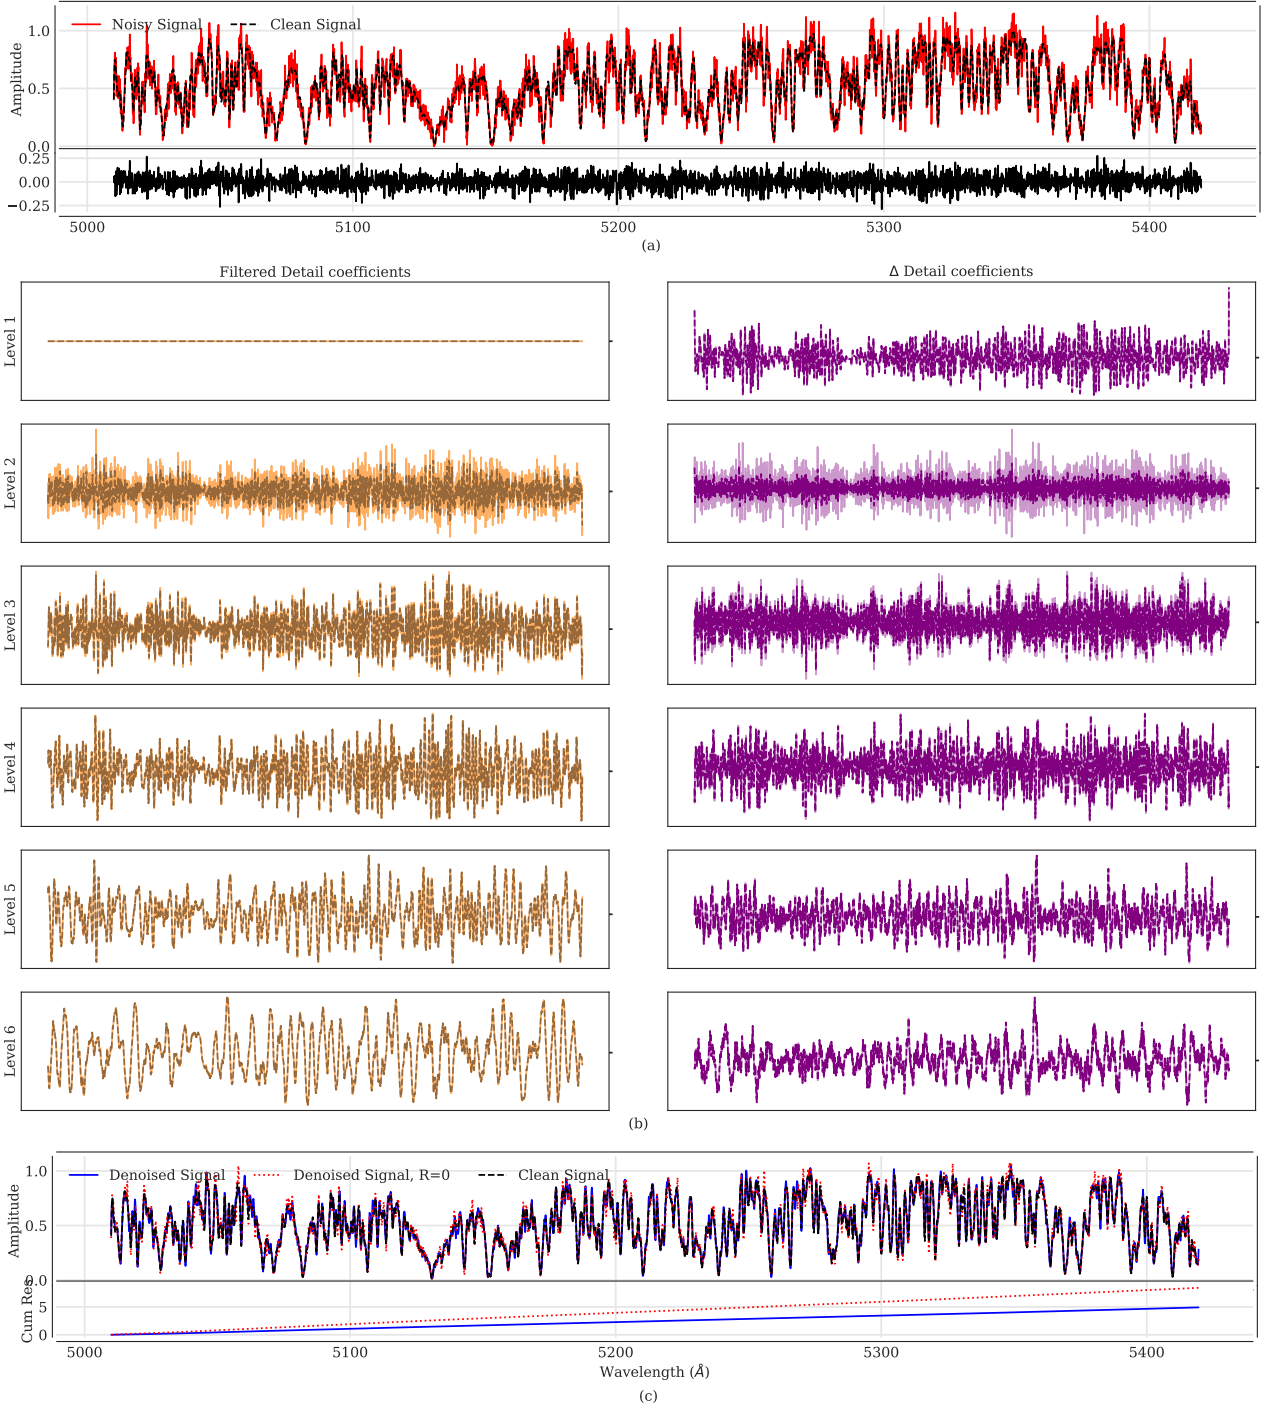 Noisy Signal
Clean Signal
Amplitude
1.0
0.5
0.0
0.25
0.00
−0.25
5000 5100 5200 5300 5400
(a)
Filtered Detail coefficients
Δ Detail coefficients
Level 1
Level 2
Level 3
Level 4
Level 5
Level 6
(b)
Denoised Signal
Denoised Signal, R=0
Clean Signal
Amplitude
1.0
0.5
0.0
Cum Res.
5
0
5000 5100 5200 5300 5400
Wavelength (Å)
(c)